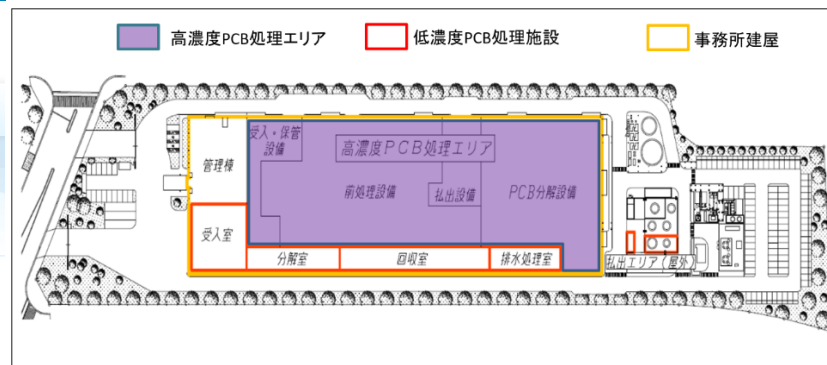 高濃度PCB処理エリア
低濃度PCB処理施設
事務所建屋
受入・保管
設備
高濃度PCB処理エリア
管理棟
前処理設備
払出設備
PCB分解設備
受入室
分解室
回収室
排水処理室
払出エリア(屋外)